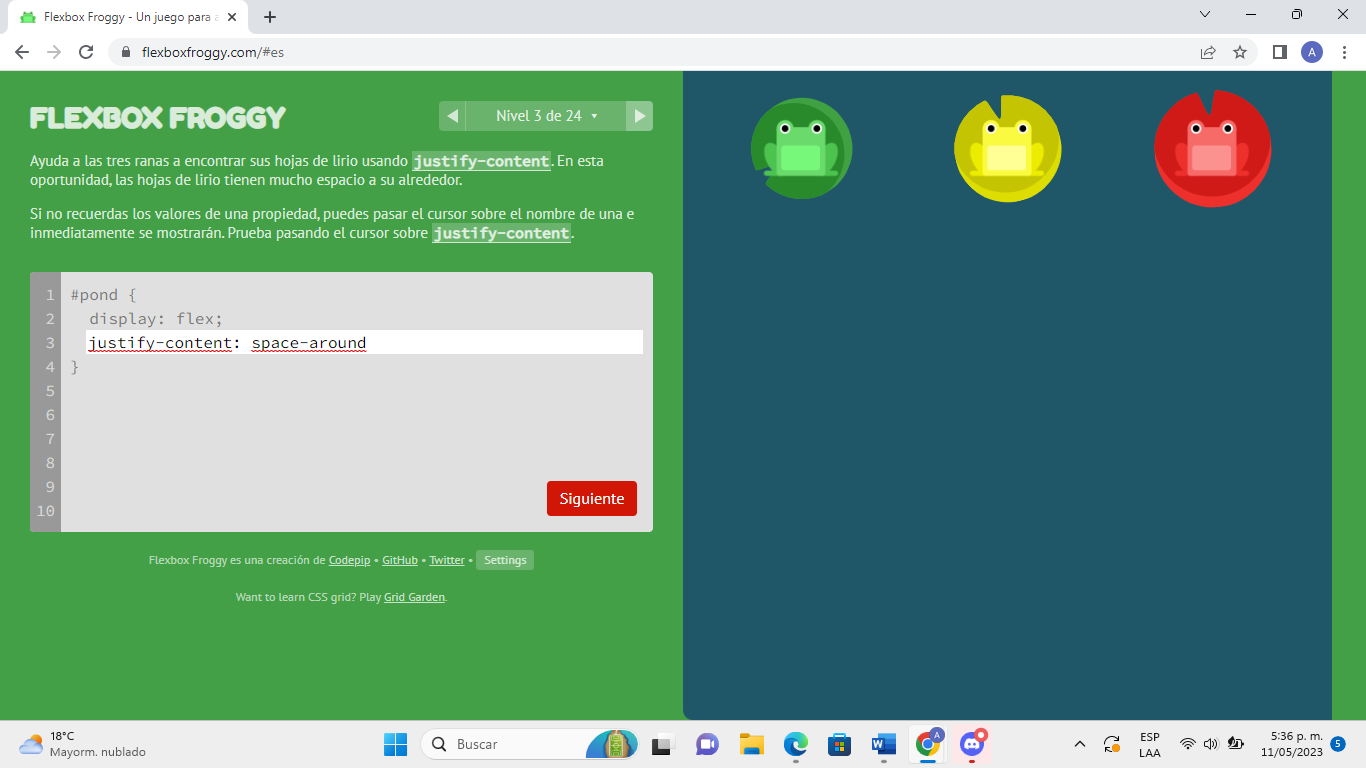 Flexbox Froggy - Un juego para a
flexboxfroggy.com/#es
A
FLEXBOX FROGGY
Nivel 3 de 24
Ayuda a las tres ranas a encontrar sus hojas de lirio usando justify-content. En esta
oportunidad, las hojas de lirio tienen mucho espacio a su alrededor.
Si no recuerdas los valores de una propiedad, puedes pasar el cursor sobre el nombre de una e
inmediatamente se mostrarán. Prueba pasando el cursor sobre justify-content.
1 #pond {
2 display: flex;
3 justify-content: space-around
4 }
5
6
7
8
9
10
Siguiente
Flexbox Froggy es una creación de Codepip • GitHub • Twitter • Settings
Want to learn CSS grid? Play Grid Garden.
18°C
Mayorm. nublado
Buscar
W
A
ESP
LAA
5:36 p. m.
11/05/2023
5